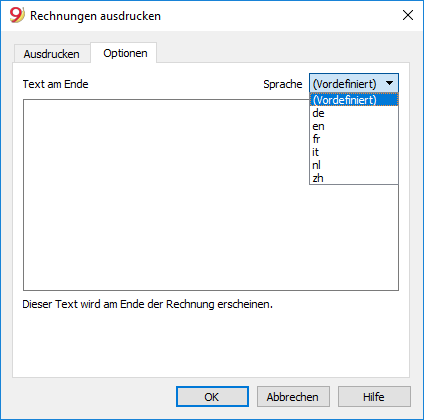 9 Rechnungen ausdrucken
Ausdrucken Optionen
Text am Ende Sprache (Vordefiniert)
(Vordefiniert)
de
en
fr
it
nl
zh
Dieser Text wird am Ende der Rechnung erscheinen.
OK Abbrechen Hilfe